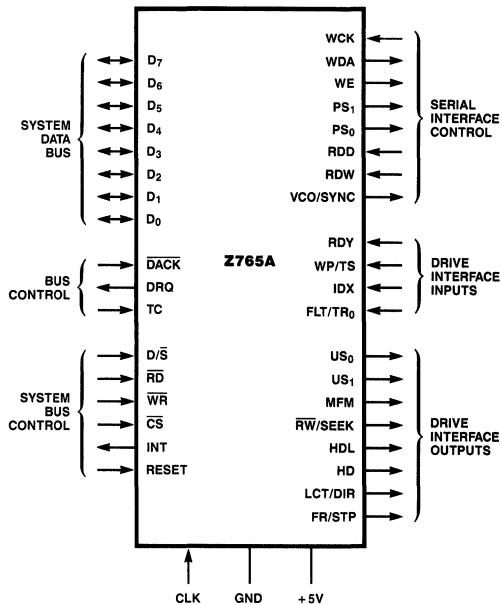 SYSTEM
DATA
BUS
D7
D6
D5
D4
D3
D2
D1
D0
BUS
CONTROL
DACK
DRQ
TC
SYSTEM
BUS
CONTROL
D/S
RD
WR
CS
INT
RESET
Z765A
WCK
WDA
WE
PS1
PS0
RDD
RDW
VCO/SYNC
SERIAL
INTERFACE
CONTROL
RDY
WP/TS
IDX
FLT/TR0
DRIVE
INTERFACE
INPUTS
US0
US1
MFM
RW/SEEK
HDL
HD
LCT/DIR
FR/STP
DRIVE
INTERFACE
OUTPUTS
CLK GND +5V